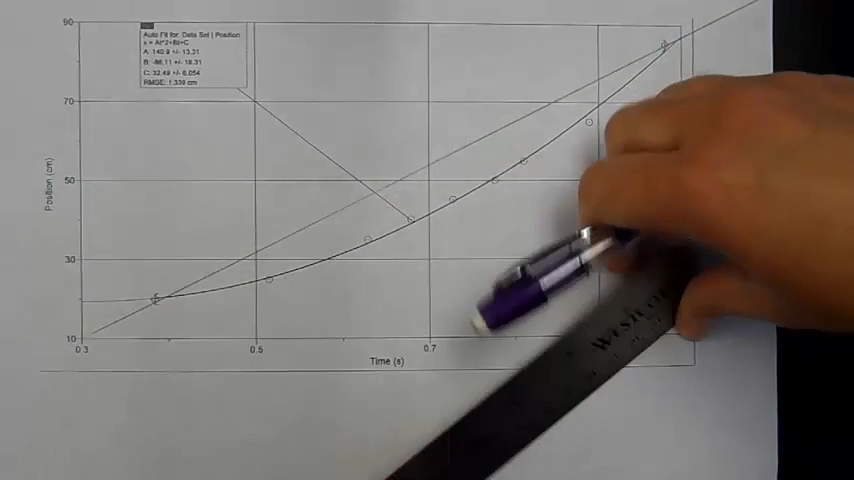 90
Auto Fit for: Data Set | Position
x = At^2+Bt+C
A: 140.9 +/- 13.31
B: -86.11 +/- 18.31
C: 32.49 +/- 6.054
RMSE: 1.339 cm
70
Position (cm)
50
30
10
0.3
0.5
0.7
Time (s)